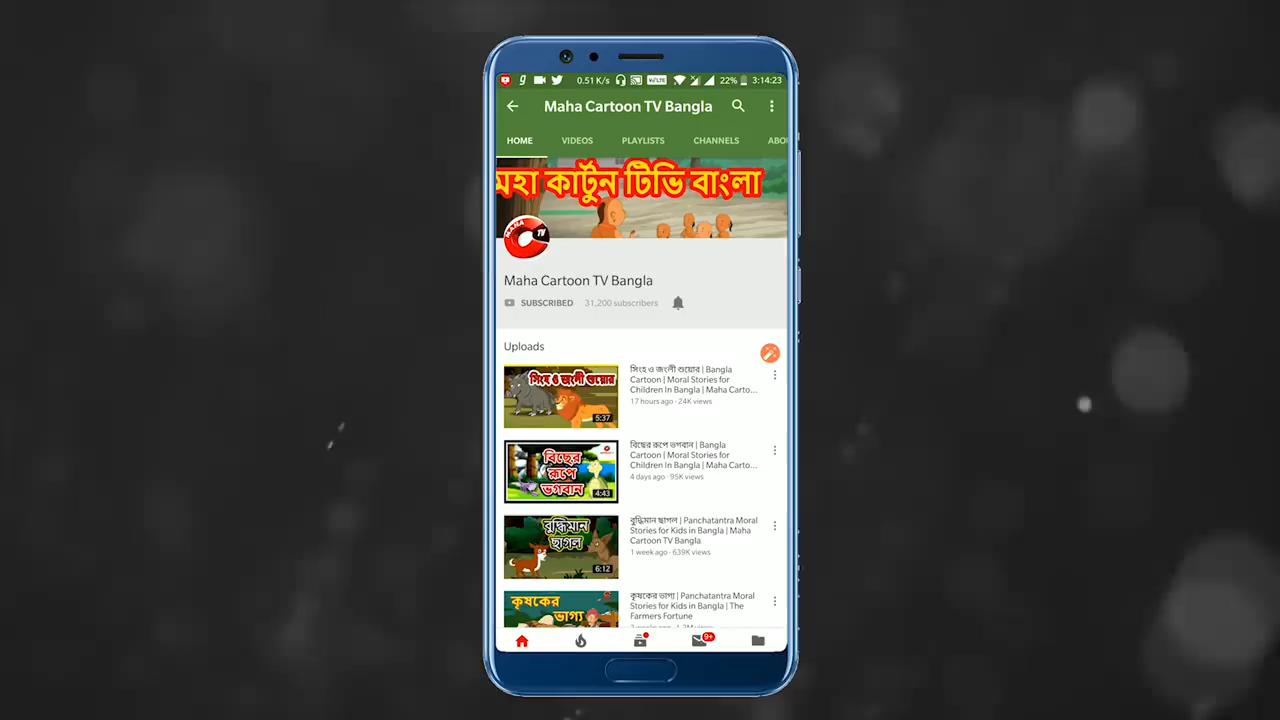 0.51 K/s VoLTE 22% 3:14:23
Maha Cartoon TV Bangla
HOME VIDEOS PLAYLISTS CHANNELS ABO
মহা কার্টুন টিভি বাংলা
MAHA TV
Maha Cartoon TV Bangla
SUBSCRIBED 31,200 subscribers
Uploads
সিংহ ও জংলী শুয়োর
5:37
সিংহ ও জংলী শুয়োর | Bangla
Cartoon | Moral Stories for
Children In Bangla | Maha Carto...
17 hours ago · 24K views
বিছের
রূপে
ভগবান
4:43
বিছের রূপে ভগবান | Bangla
Cartoon | Moral Stories for
Children In Bangla | Maha Carto...
4 days ago · 95K views
বুদ্ধিমান
ছাগল
6:12
বুদ্ধিমান ছাগল | Panchatantra Moral
Stories for Kids in Bangla | Maha
Cartoon TV Bangla
1 week ago · 639K views
কৃষকের
ভাগ্য
কৃষকের ভাগ্য | Panchatantra Moral
Stories for Kids in Bangla | The
Farmers Fortune
9+